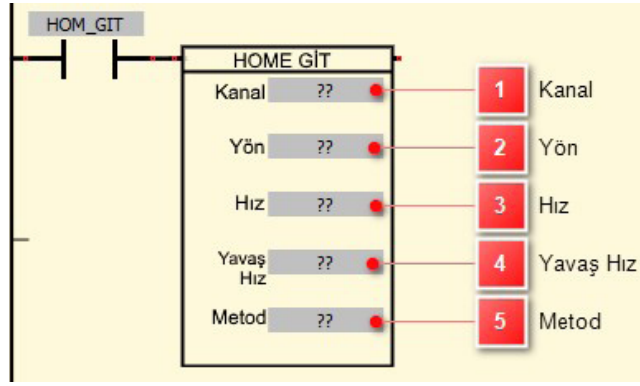 HOM_GIT
HOME GİT
Kanal ?? 1 Kanal
Yön ?? 2 Yön
Hız ?? 3 Hız
Yavaş
Hız ?? 4 Yavaş Hız
Metod ?? 5 Metod